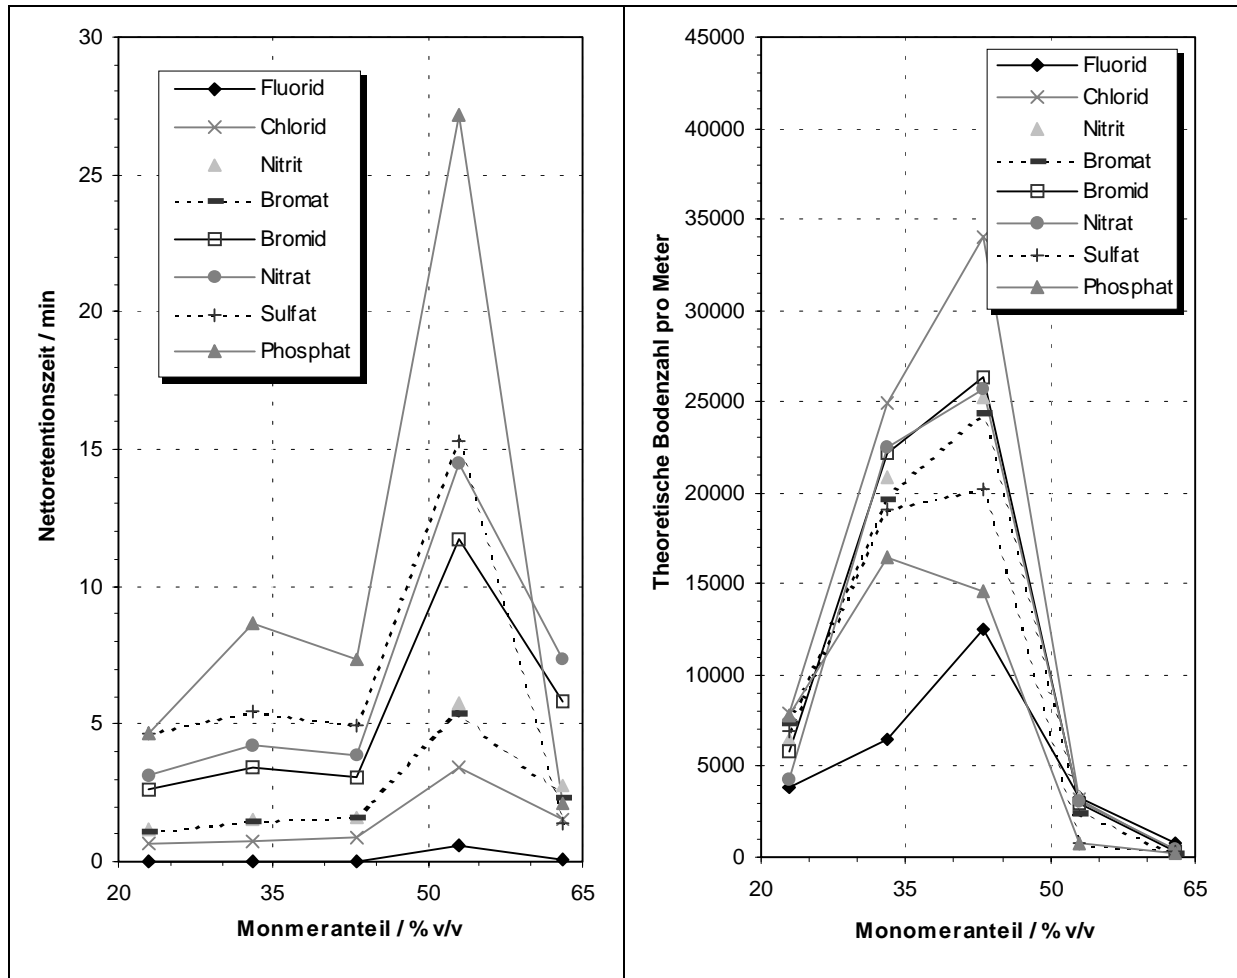 Nettoretentionszeit / min
30
25
20
15
10
5
0
Fluorid
Chlorid
Nitrit
Bromat
Bromid
Nitrat
Sulfat
Phosphat
20
35
50
65
Monmeranteil / % v/v
Theoretische Bodenzahl pro Meter
45000
40000
35000
30000
25000
20000
15000
10000
5000
0
Fluorid
Chlorid
Nitrit
Bromat
Bromid
Nitrat
Sulfat
Phosphat
20
35
50
65
Monomeranteil / % v/v